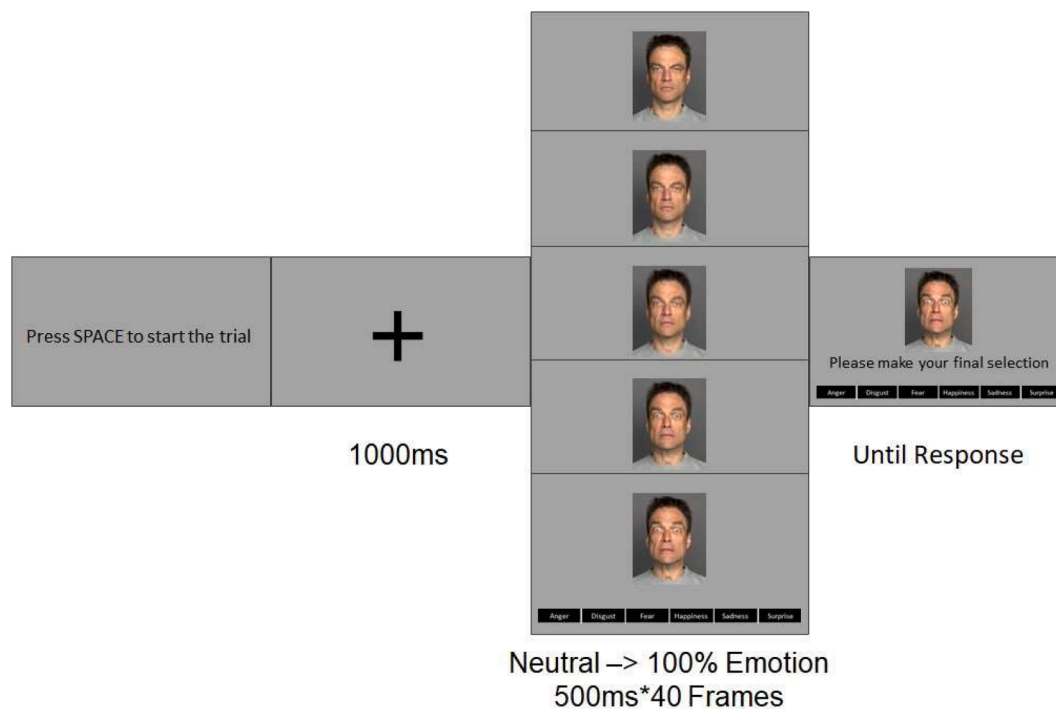 Press SPACE to start the trial
1000ms
Anger Disgust Fear Happiness Sadness Surprise
Neutral –> 100% Emotion
500ms*40 Frames
Please make your final selection
Anger Disgust Fear Happiness Sadness Surprise
Until Response